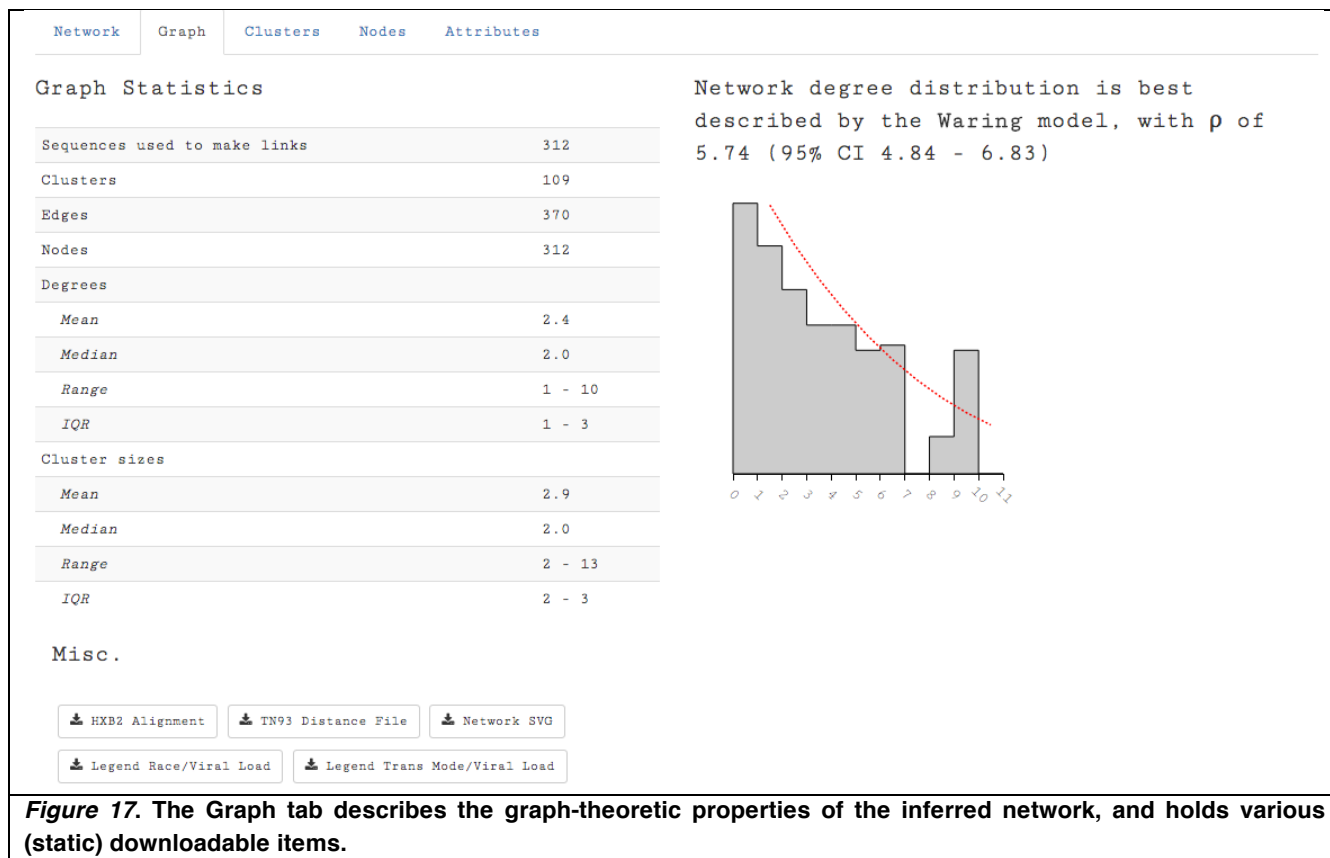 Network Graph Clusters Nodes Attributes
Graph Statistics
Sequences used to make links 312
Clusters 109
Edges 370
Nodes 312
Degrees
Mean 2.4
Median 2.0
Range 1 - 10
IQR 1 - 3
Cluster sizes
Mean 2.9
Median 2.0
Range 2 - 13
IQR 2 - 3
Misc.
HXB2 Alignment TN93 Distance File Network SVG
Legend Race/Viral Load Legend Trans Mode/Viral Load
Network degree distribution is best
described by the Waring model, with ρ of
5.74 (95% CI 4.84 - 6.83)
0 1 2 3 4 5 6 7 8 9 10 11
Figure 17. The Graph tab describes the graph-theoretic properties of the inferred network, and holds various
(static) downloadable items.